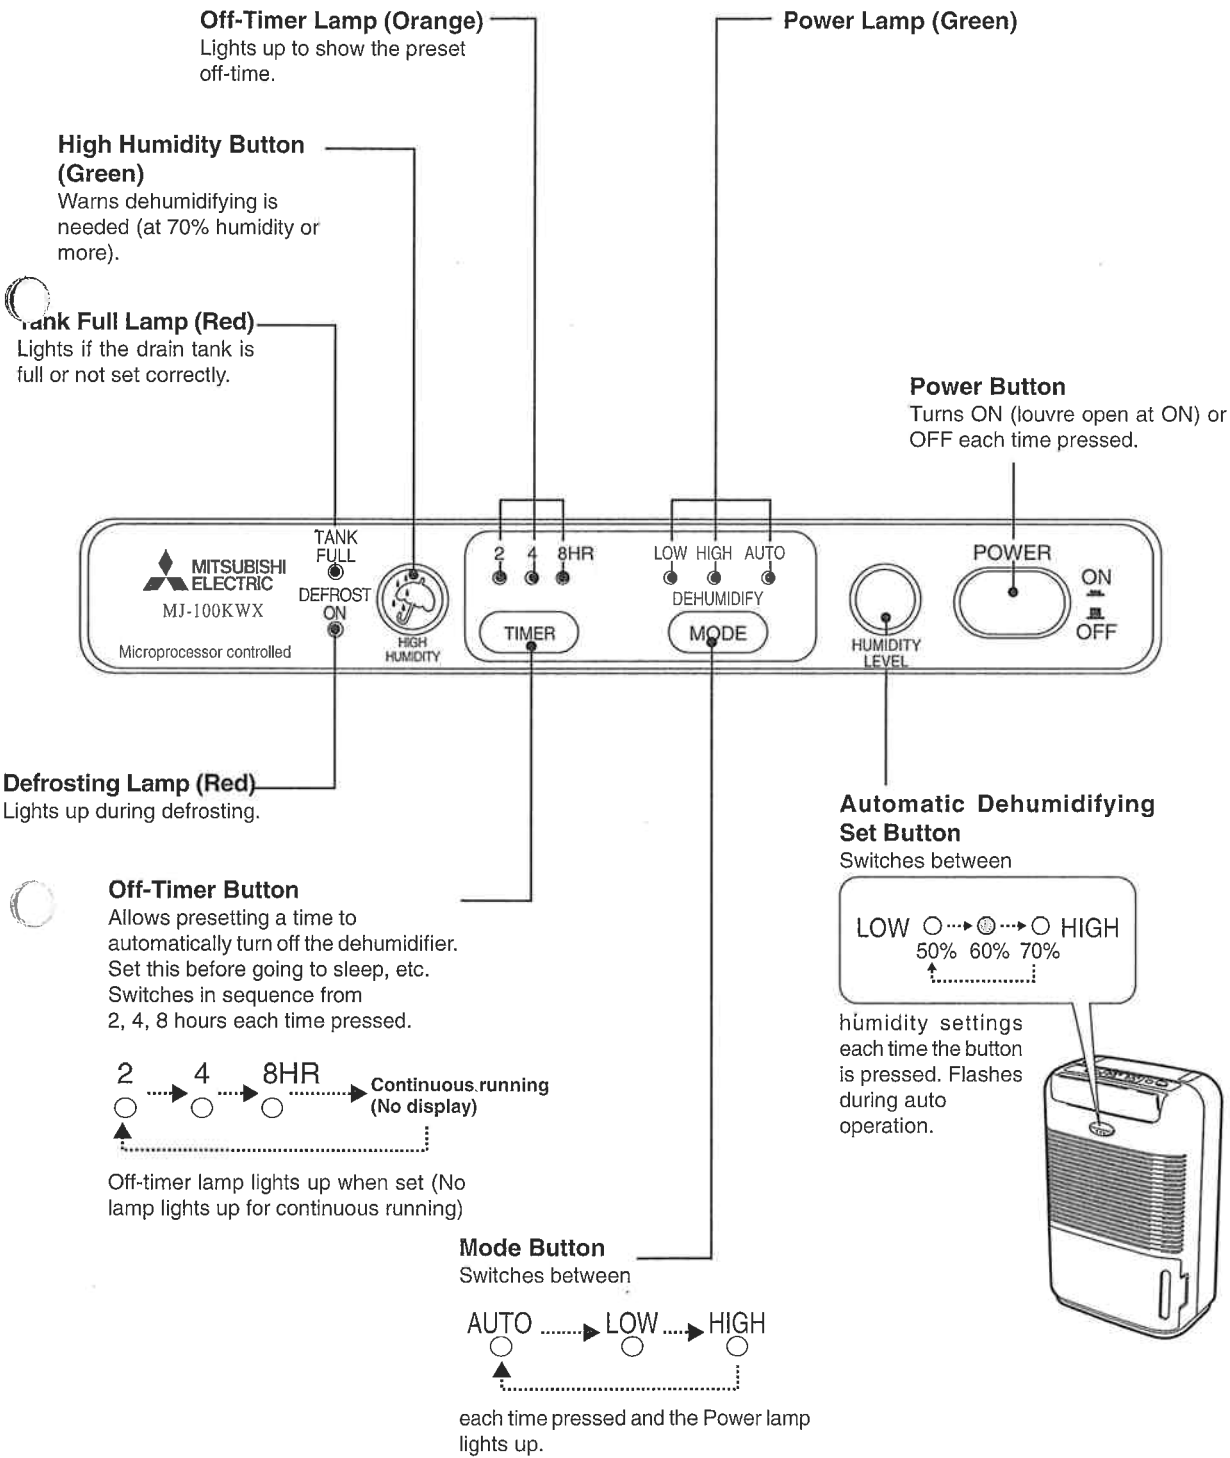 Off-Timer Lamp (Orange)
Lights up to show the preset
off-time.
Power Lamp (Green)
High Humidity Button
(Green)
Warns dehumidifying is
needed (at 70% humidity or
more).
Tank Full Lamp (Red)
Lights if the drain tank is
full or not set correctly.
Power Button
Turns ON (louvre open at ON) or
OFF each time pressed.
MITSUBISHI
ELECTRIC
MJ-100KWX
Microprocessor controlled
TANK
FULL
DEFROST
ON
HIGH
HUMIDITY
2 4 8HR
TIMER
LOW HIGH AUTO
DEHUMIDIFY
MODE
HUMIDITY
LEVEL
POWER
ON
OFF
Defrosting Lamp (Red)
Lights up during defrosting.
Off-Timer Button
Allows presetting a time to
automatically turn off the dehumidifier.
Set this before going to sleep, etc.
Switches in sequence from
2, 4, 8 hours each time pressed.
2 4 8HR
Continuous running
(No display)
Off-timer lamp lights up when set (No
lamp lights up for continuous running)
Automatic Dehumidifying
Set Button
Switches between
LOW HIGH
50% 60% 70%
humidity settings
each time the button
is pressed. Flashes
during auto
operation.
Mode Button
Switches between
AUTO LOW HIGH
each time pressed and the Power lamp
lights up.